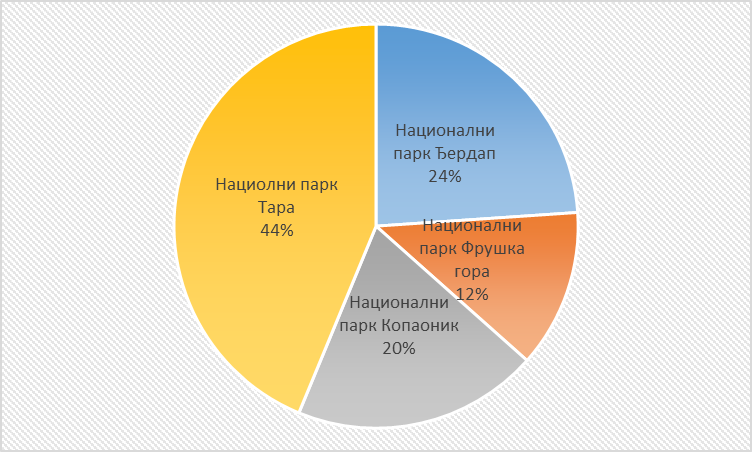 Национални
парк Ђердап
24%
Национални
парк Фрушка
гора
12%
Национални
парк Копаоник
20%
Нациолни парк
Тара
44%